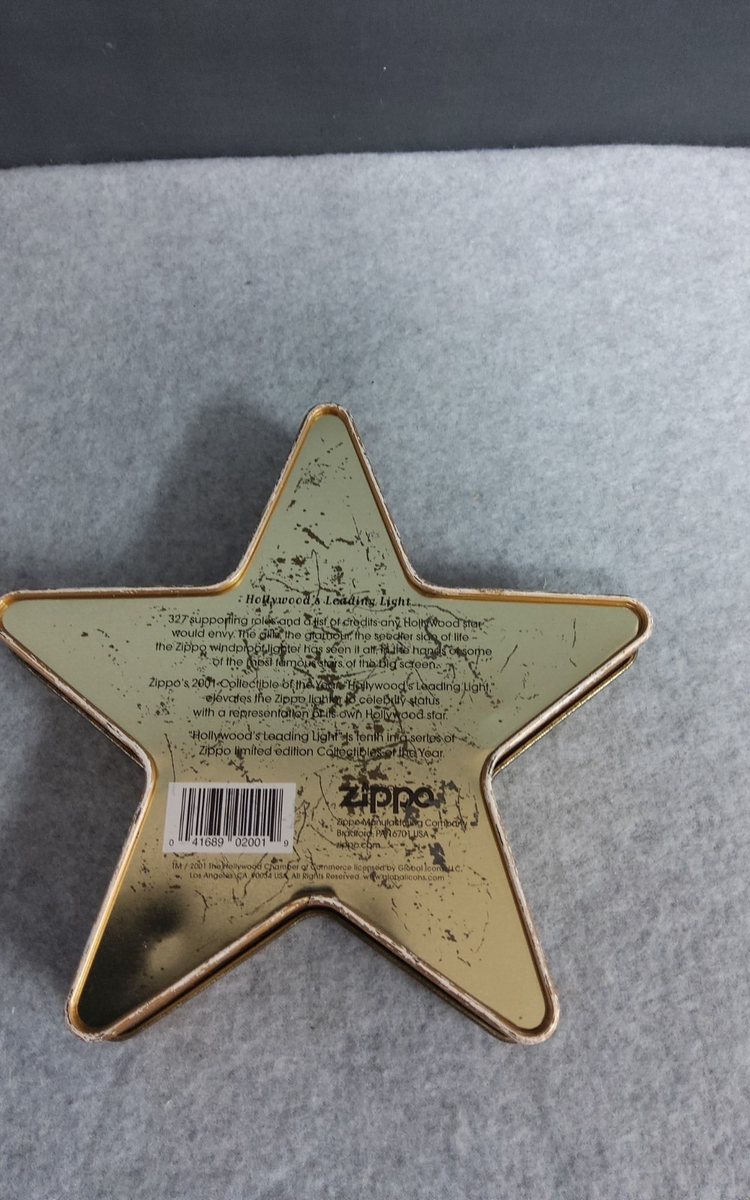 Hollywood's Leading Light
327 supporting roles and a list of credits any Hollywood star
would envy. The glitz, the glamour, the seedier side of life –
the Zippo windproof lighter has seen it all, in the hands of some
of the most famous stars of the big screen.
Zippo's 2001 Collectible of the Year, "Hollywood's Leading Light,"
elevates the Zippo lighter to celebrity status
with a representation of its own Hollywood star.
"Hollywood's Leading Light" is tenth in a series of
Zippo limited edition Collectibles of the Year.
zippo
Zippo Manufacturing Company
Bradford, PA 16701 USA
zippo.com
0 41689 02001 9
TM / 2001 The Hollywood Chamber of Commerce licensed by Global Icons, LLC.
Los Angeles, CA 90034 USA. All Rights Reserved. www.globalicons.com